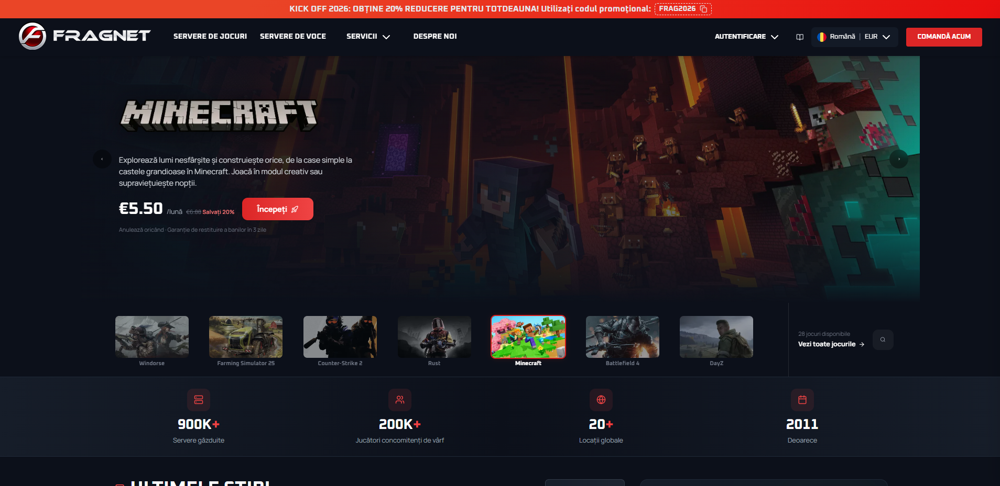 KICK OFF 2026: OBȚINE 20% REDUCERE PENTRU TOTDEAUNA! Utilizați codul promoțional: FRAG2026
FRAGNET
SERVERE DE JOCURI
SERVERE DE VOCE
SERVICII
DESPRE NOI
AUTENTIFICARE
Română | EUR
COMANDĂ ACUM
MINECRAFT
Explorează lumi nesfârșite și construiește orice, de la case simple la
castele grandioase în Minecraft. Joacă în modul creativ sau
supraviețuiește nopții.
€5.50 /lună €6.88 Salvați 20%
Începeți
Anulează oricând · Garanție de restituire a banilor în 3 zile
Windorse
Farming Simulator 25
Counter-Strike 2
Rust
Minecraft
Battlefield 4
DayZ
28 jocuri disponibile
Vezi toate jocurile →
900K+
Servere găzduite
200K+
Jucători concomitenți de vârf
20+
Locații globale
2011
Deoarece
ULTIMELE ȘTIRI